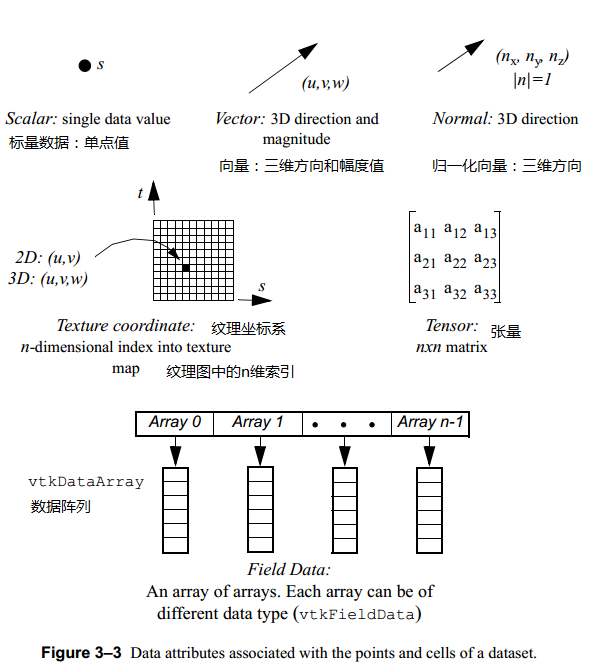 s
(u,v,w)
(nx, ny, nz)
|n|=1
Scalar: single data value
标量数据：单点值
Vector: 3D direction and
magnitude
向量：三维方向和幅度值
Normal: 3D direction
归一化向量：三维方向
t
2D: (u,v)
3D: (u,v,w)
s
a11 a12 a13
a21 a22 a23
a31 a32 a33
Texture coordinate: 纹理坐标系
n-dimensional index into texture
map 纹理图中的n维索引
Tensor: 张量
nxn matrix
Array 0 Array 1 • • • Array n-1
vtkDataArray
数据阵列
Field Data:
An array of arrays. Each array can be of
different data type (vtkFieldData)
Figure 3–3 Data attributes associated with the points and cells of a dataset.